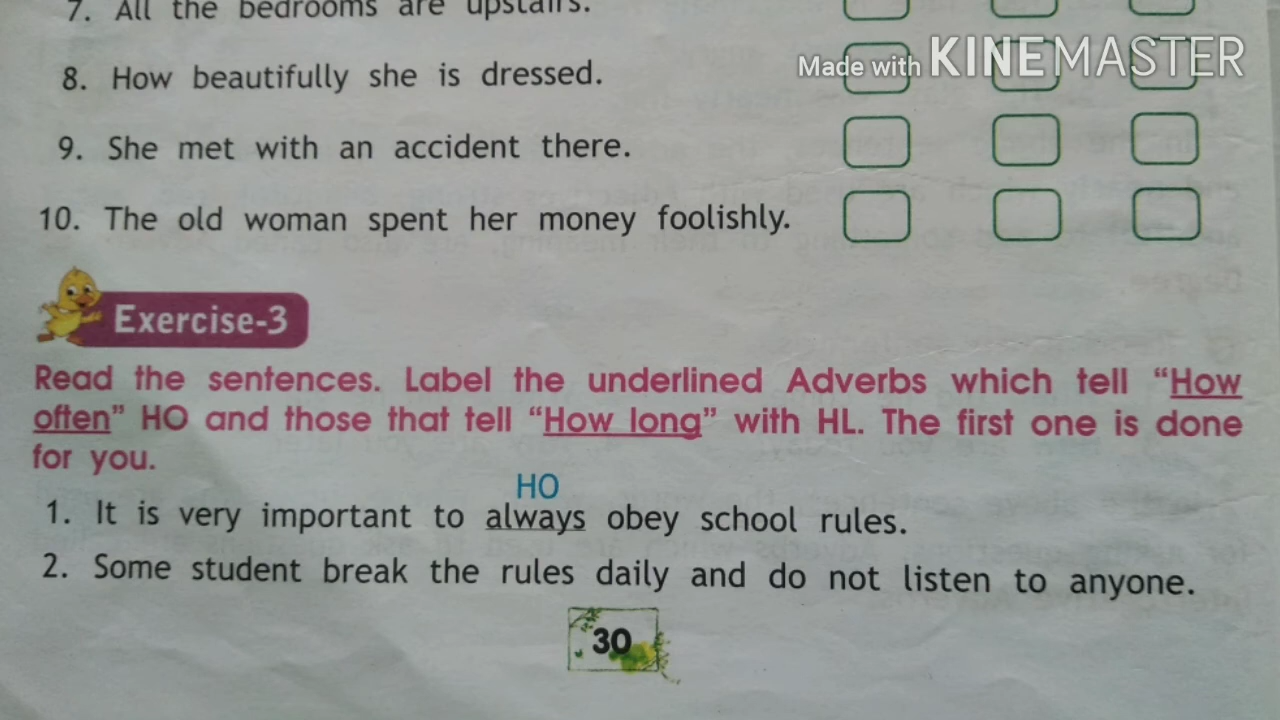 7. All the bedrooms are upstairs.
Made with KINEMASTER
8. How beautifully she is dressed.
9. She met with an accident there.
10. The old woman spent her money foolishly.
Exercise-3
Read the sentences. Label the underlined Adverbs which tell “How
often” HO and those that tell “How long” with HL. The first one is done
for you.
HO
1. It is very important to always obey school rules.
2. Some student break the rules daily and do not listen to anyone.
30